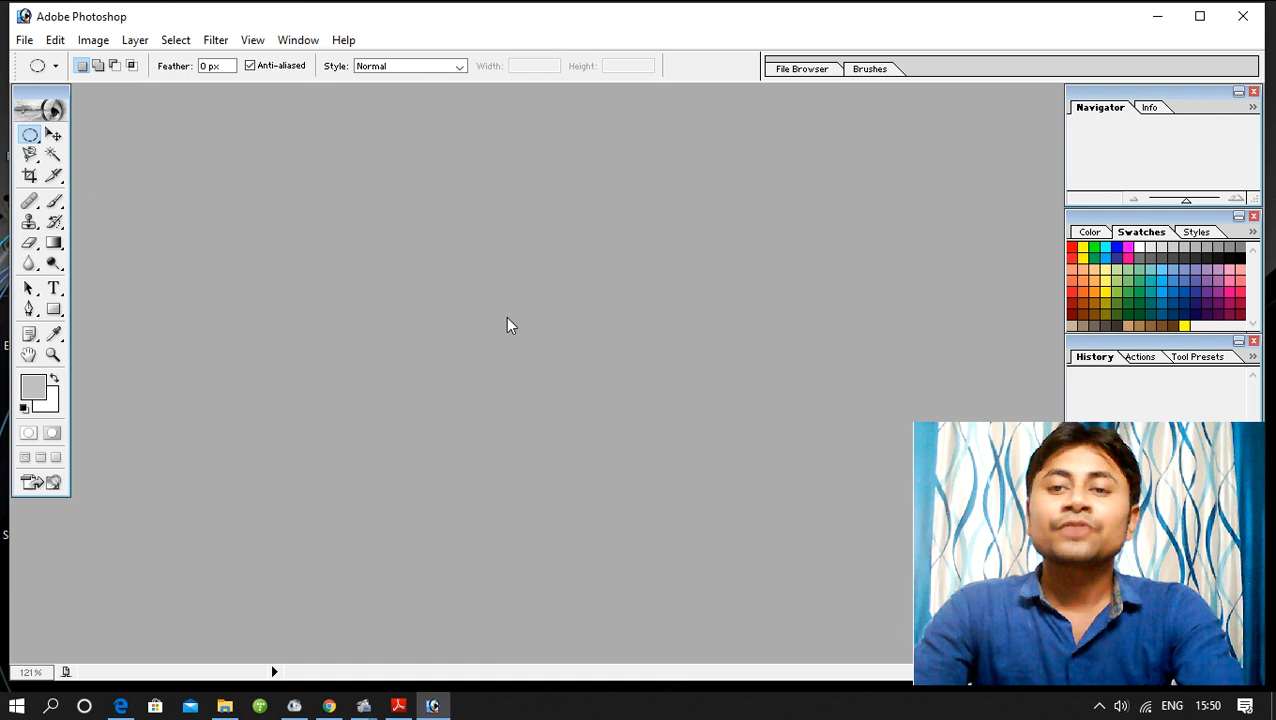 Adobe Photoshop
File Edit Image Layer Select Filter View Window Help
Feather: 0 px Anti-aliased Style: Normal Width: Height: File Browser Brushes
Navigator Info
Color Swatches Styles
T
History Actions Tool Presets
121%
ENG 15:50